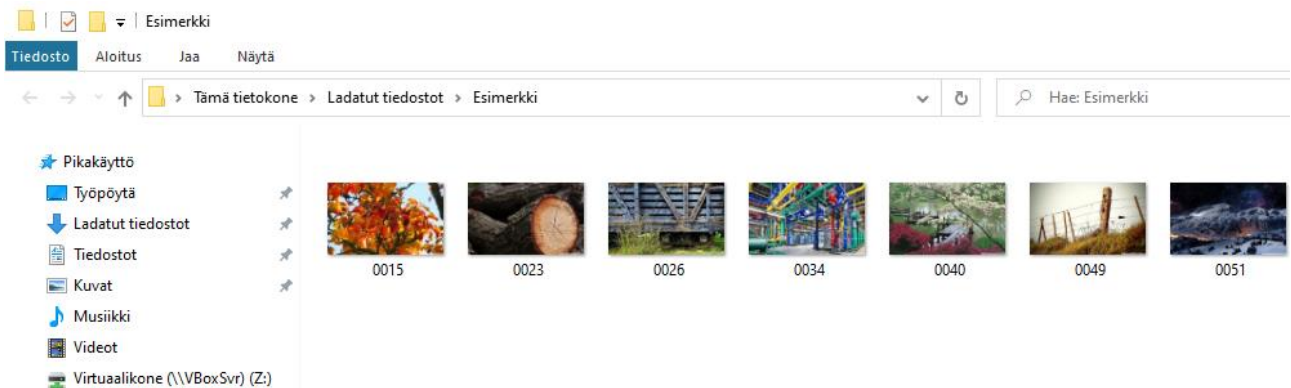 Esimerkki
Tiedosto Aloitus Jaa Näytä
Tämä tietokone > Ladatut tiedostot > Esimerkki
Hae: Esimerkki
Pikakäyttö
Työpöytä
Ladatut tiedostot
Tiedostot
Kuvat
Musiikki
Videot
Virtuaalikone (\\VBoxSvr) (Z:)
0015 0023 0026 0034 0040 0049 0051